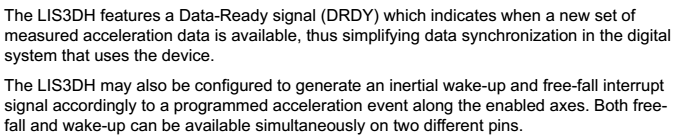 The LIS3DH features a Data-Ready signal (DRDY) which indicates when a new set of
measured acceleration data is available, thus simplifying data synchronization in the digital
system that uses the device.
The LIS3DH may also be configured to generate an inertial wake-up and free-fall interrupt
signal accordingly to a programmed acceleration event along the enabled axes. Both free-
fall and wake-up can be available simultaneously on two different pins.